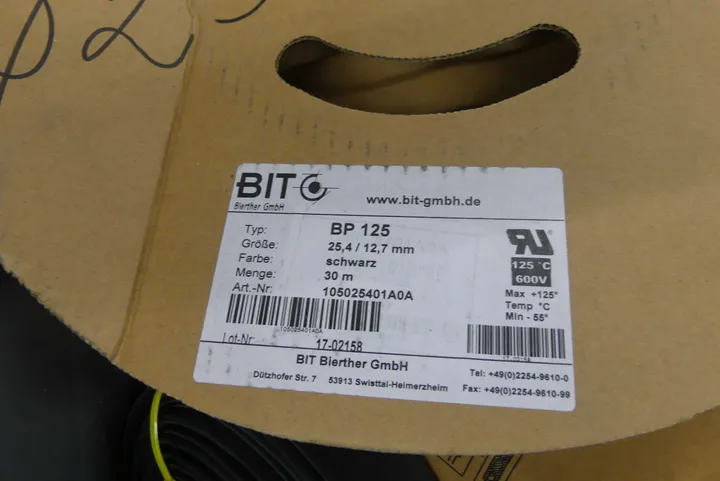 BIT
Bierther GmbH
www.bit-gmbh.de
Typ: BP 125
Größe: 25,4 / 12,7 mm
Farbe: schwarz
Menge: 30 m
Art.-Nr: 105025401A0A
125 °C
600V
Max +125°
Temp °C
Min - 55°
105025401A0A
Lot-Nr: 17-02158
BIT Bierther GmbH
Dützhofer Str. 7 53913 Swisttal-Heimerzheim
Tel: +49(0)2254-9610-0
Fax: +49(0)2254-9610-99